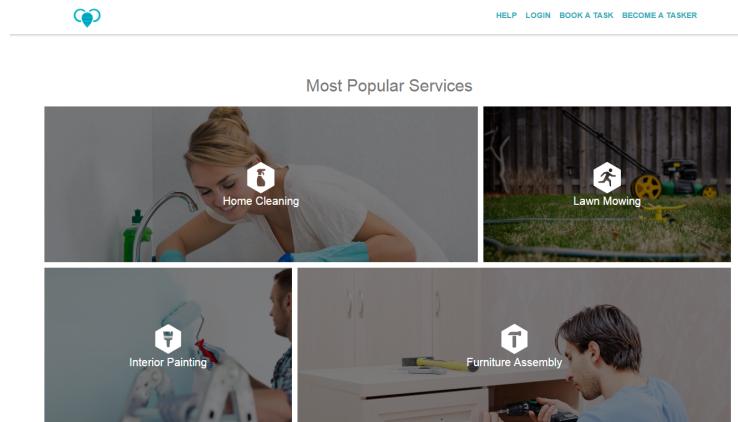 HELP LOGIN BOOK A TASK BECOME A TASKER
Most Popular Services
Home Cleaning
Lawn Mowing
Interior Painting
Furniture Assembly